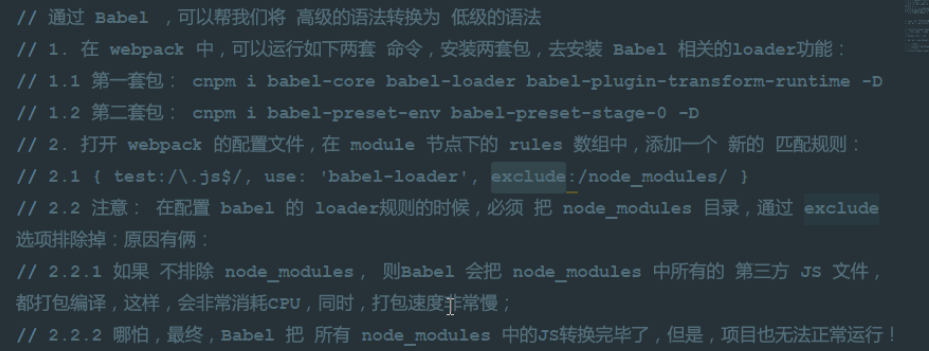 // 通过 Babel ，可以帮我们将 高级的语法转换为 低级的语法
// 1. 在 webpack 中，可以运行如下两套 命令，安装两套包，去安装 Babel 相关的loader功能：
// 1.1 第一套包： cnpm i babel-core babel-loader babel-plugin-transform-runtime -D
// 1.2 第二套包： cnpm i babel-preset-env babel-preset-stage-0 -D
// 2. 打开 webpack 的配置文件，在 module 节点下的 rules 数组中，添加一个 新的 匹配规则：
// 2.1 { test:/\.js$/, use: 'babel-loader', exclude:/node_modules/ }
// 2.2 注意： 在配置 babel 的 loader规则的时候，必须 把 node_modules 目录，通过 exclude
选项排除掉：原因有俩：
// 2.2.1 如果 不排除 node_modules， 则Babel 会把 node_modules 中所有的 第三方 JS 文件，
都打包编译，这样，会非常消耗CPU，同时，打包速度非常慢；
// 2.2.2 哪怕，最终，Babel 把 所有 node_modules 中的JS转换完毕了，但是，项目也无法正常运行！